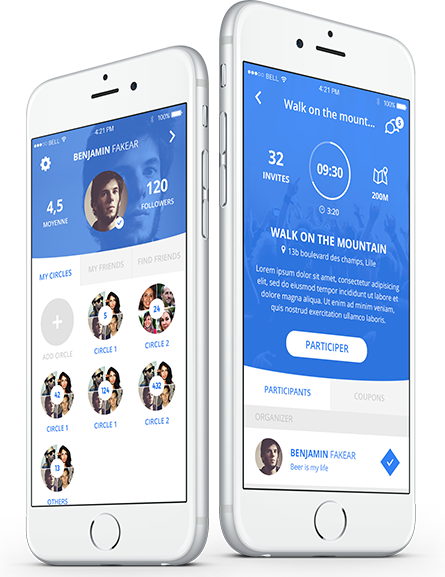 BELL
4:21 PM
100%
BENJAMIN FAKEAR
4,5
MOYENNE
120
FOLLOWERS
MY CIRCLES
MY FRIENDS
FIND FRIENDS
+
ADD CIRCLE
5
CIRCLE 1
24
CIRCLE 2
42
CIRCLE 1
124
CIRCLE 1
432
CIRCLE 2
13
OTHERS
BELL
4:21 PM
100%
Walk on the mount...
5
32
INVITES
09:30
3:20
200M
WALK ON THE MOUNTAIN
13b boulevard des champs, Lille
Lorem ipsum dolor sit amet, consectetur adipisicing
elit, sed do eiusmod tempor incididunt ut labore et
dolore magna aliqua. Ut enim ad minim veniam,
quis nostrud exercitation ullamco laboris.
PARTICIPER
PARTICIPANTS
COUPONS
ORGANIZER
BENJAMIN FAKEAR
Beer is my life